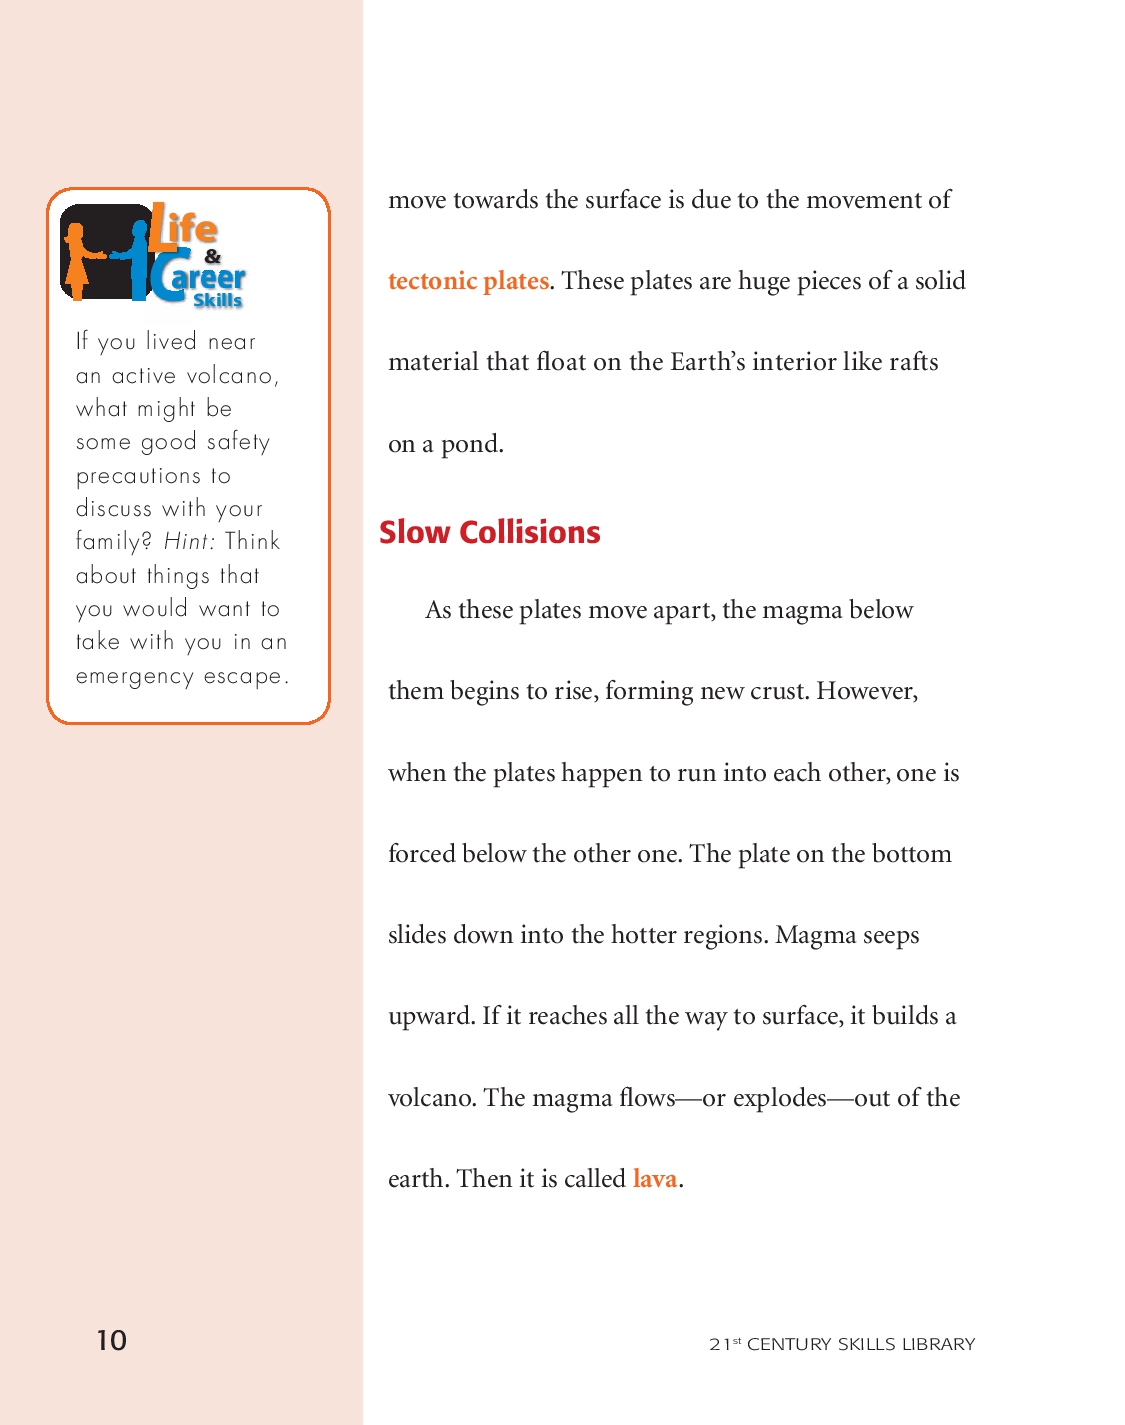 Life
&
Career
Skills
If you lived near
an active volcano,
what might be
some good safety
precautions to
discuss with your
family? Hint: Think
about things that
you would want to
take with you in an
emergency escape.
move towards the surface is due to the movement of
tectonic plates. These plates are huge pieces of a solid
material that float on the Earth’s interior like rafts
on a pond.
Slow Collisions
As these plates move apart, the magma below
them begins to rise, forming new crust. However,
when the plates happen to run into each other, one is
forced below the other one. The plate on the bottom
slides down into the hotter regions. Magma seeps
upward. If it reaches all the way to surface, it builds a
volcano. The magma flows—or explodes—out of the
earth. Then it is called lava.
10
21st CENTURY SKILLS LIBRARY